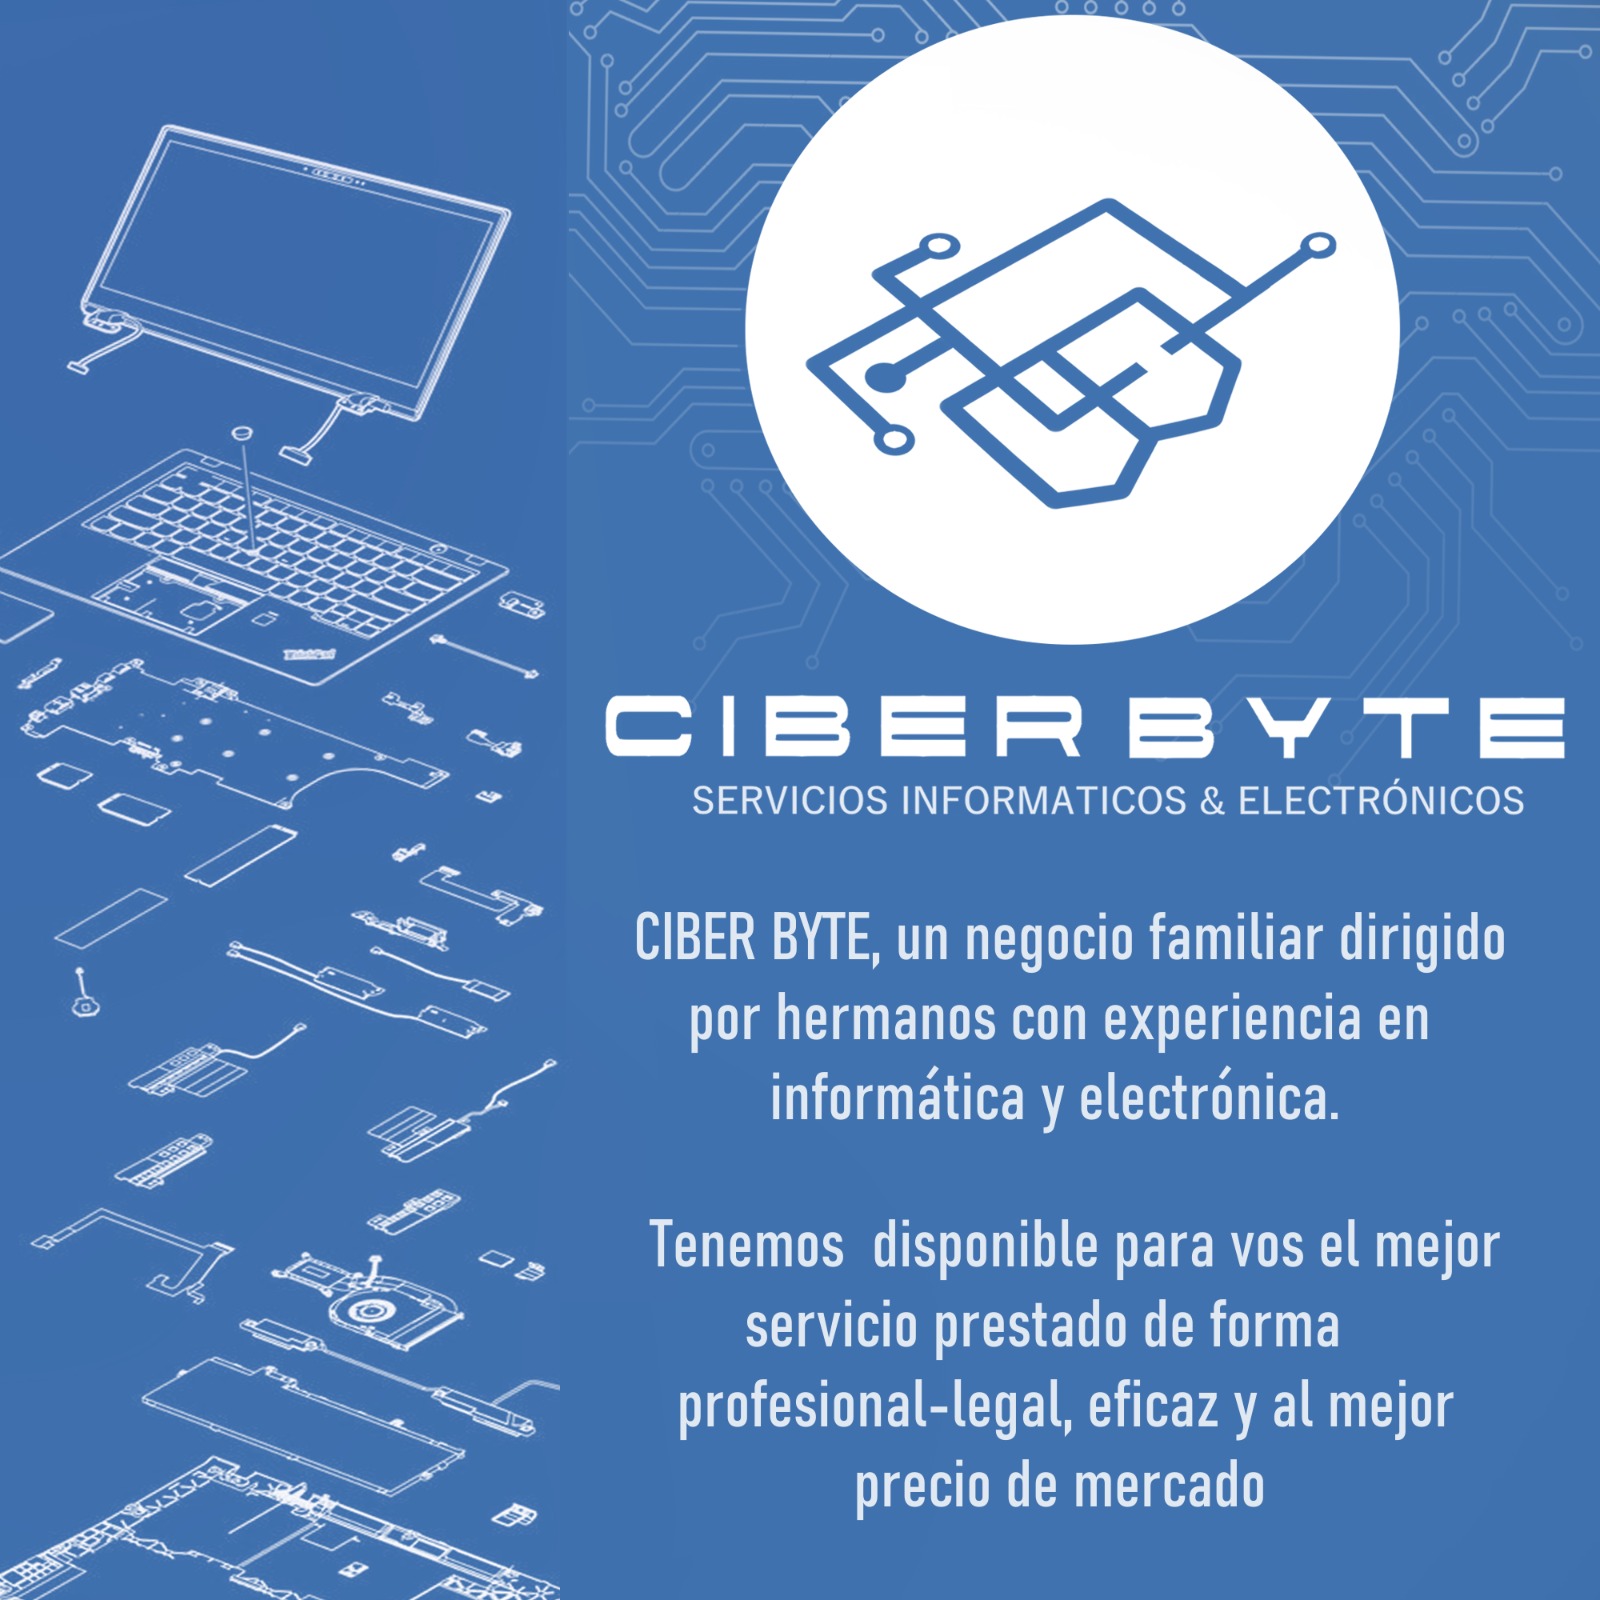 CIBERBYTE
SERVICIOS INFORMATICOS & ELECTRÓNICOS
CIBER BYTE, un negocio familiar dirigido
por hermanos con experiencia en
informática y electrónica.
Tenemos disponible para vos el mejor
servicio prestado de forma
profesional-legal, eficaz y al mejor
precio de mercado